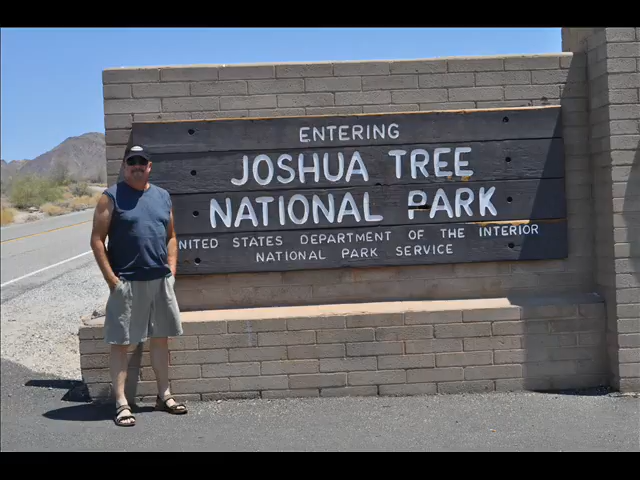 ENTERING
JOSHUA TREE
NATIONAL PARK
UNITED STATES DEPARTMENT OF THE INTERIOR
NATIONAL PARK SERVICE